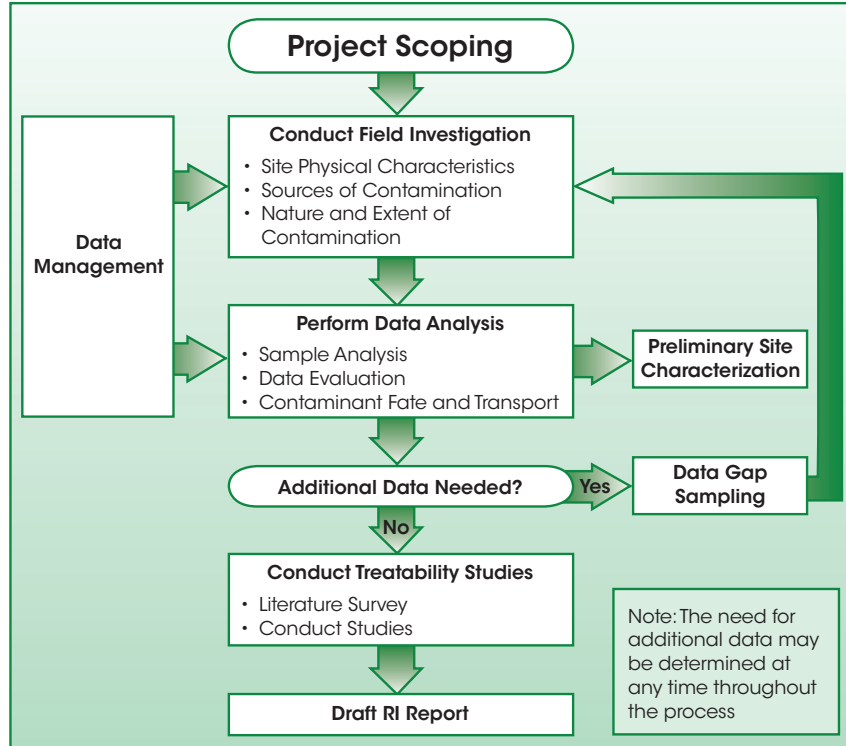 Project Scoping
Conduct Field Investigation
• Site Physical Characteristics
• Sources of Contamination
• Nature and Extent of
Contamination
Data
Management
Perform Data Analysis
• Sample Analysis
• Data Evaluation
• Contaminant Fate and Transport
Preliminary Site
Characterization
Additional Data Needed?
Yes
Data Gap
Sampling
No
Conduct Treatability Studies
• Literature Survey
• Conduct Studies
Note: The need for
additional data may
be determined at
any time throughout
the process
Draft RI Report